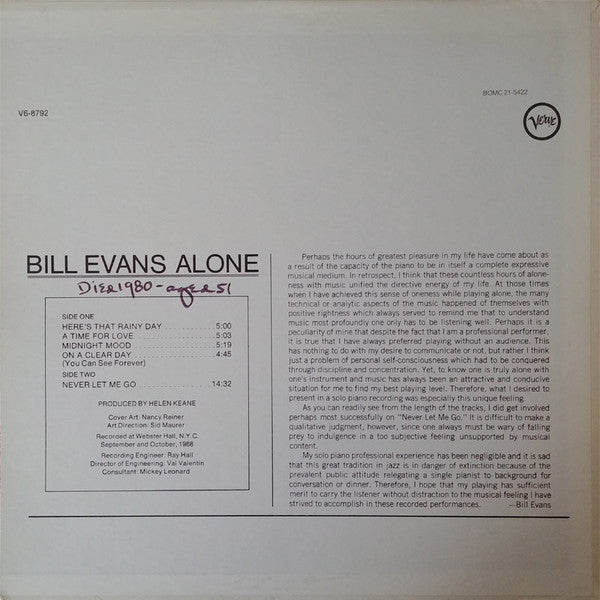 BOMC 21-5422
V6-8792
Verve
BILL EVANS ALONE
Died 1980 - aged 51
SIDE ONE
HERE'S THAT RAINY DAY . . . . . . . . . . . 5:00
A TIME FOR LOVE . . . . . . . . . . . . . . . . 5:03
MIDNIGHT MOOD . . . . . . . . . . . . . . . . 5:19
ON A CLEAR DAY . . . . . . . . . . . . . . . . 4:45
(You Can See Forever)
SIDE TWO
NEVER LET ME GO . . . . . . . . . . . . . . . 14:32
PRODUCED BY HELEN KEANE
Cover Art: Nancy Reiner
Art Direction: Sid Maurer
Recorded at Webster Hall, N.Y.C.
September and October, 1968
Recording Engineer: Ray Hall
Director of Engineering: Val Valentin
Consultant: Mickey Leonard
Perhaps the hours of greatest pleasure in my life have come about as
a result of the capacity of the piano to be in itself a complete expressive
musical medium. In retrospect, I think that these countless hours of alone-
ness with music unified the directive energy of my life. At those times
when I have achieved this sense of oneness while playing alone, the many
technical or analytic aspects of the music happened of themselves with
positive rightness which always served to remind me that to understand
music most profoundly one only has to be listening well. Perhaps it is a
peculiarity of mine that despite the fact that I am a professional performer,
it is true that I have always preferred playing without an audience. This
has nothing to do with my desire to communicate or not, but rather I think
just a problem of personal self-consciousness which had to be conquered
through discipline and concentration. Yet, to know one is truly alone with
one's instrument and music has always been an attractive and conducive
situation for me to find my best playing level. Therefore, what I desired to
present in a solo piano recording was especially this unique feeling.
As you can readily see from the length of the tracks, I did get involved
perhaps most successfully on "Never Let Me Go." It is difficult to make a
qualitative judgment, however, since one always must be wary of falling
prey to indulgence in a too subjective feeling unsupported by musical
content.
My solo piano professional experience has been negligible and it is sad
that this great tradition in jazz is in danger of extinction because of the
prevalent public attitude relegating a single pianist to background for
conversation or dinner. Therefore, I hope that my playing has sufficient
merit to carry the listener without distraction to the musical feeling I have
strived to accomplish in these recorded performances. —Bill Evans